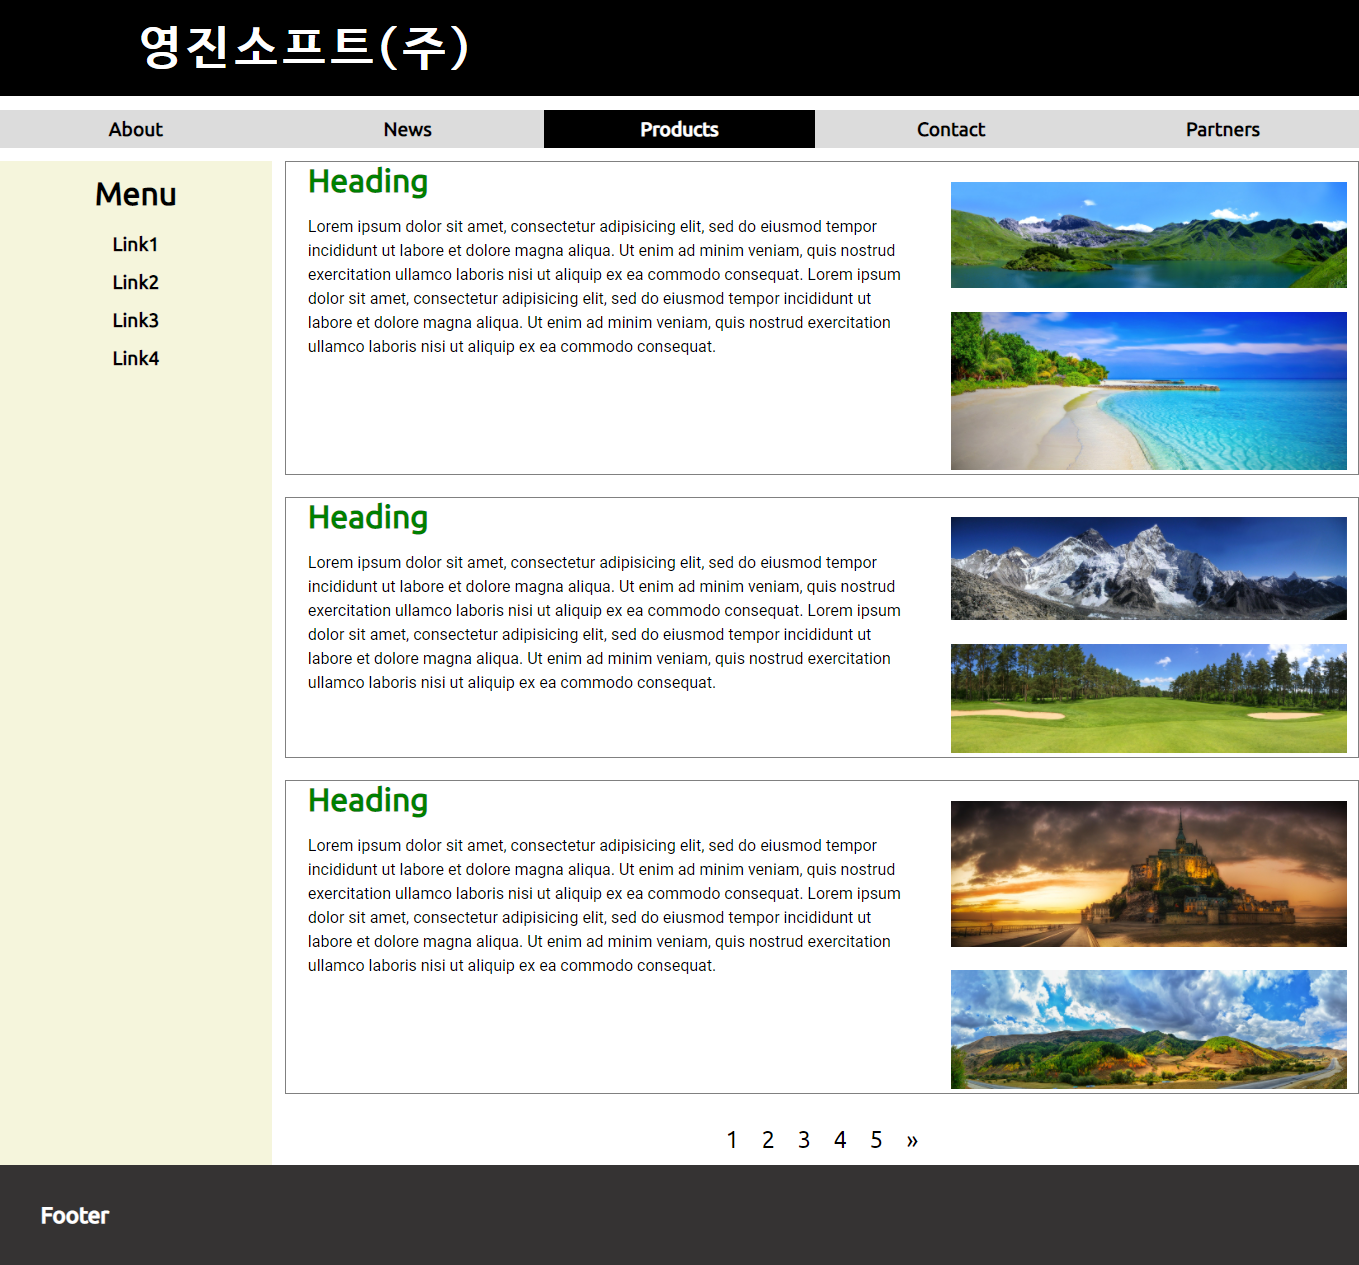 영진소프트(주)
About
News
Products
Contact
Partners
Menu
Link1
Link2
Link3
Link4
Heading
Lorem ipsum dolor sit amet, consectetur adipisicing elit, sed do eiusmod tempor
incididunt ut labore et dolore magna aliqua. Ut enim ad minim veniam, quis nostrud
exercitation ullamco laboris nisi ut aliquip ex ea commodo consequat. Lorem ipsum
dolor sit amet, consectetur adipisicing elit, sed do eiusmod tempor incididunt ut
labore et dolore magna aliqua. Ut enim ad minim veniam, quis nostrud exercitation
ullamco laboris nisi ut aliquip ex ea commodo consequat.
Heading
Lorem ipsum dolor sit amet, consectetur adipisicing elit, sed do eiusmod tempor
incididunt ut labore et dolore magna aliqua. Ut enim ad minim veniam, quis nostrud
exercitation ullamco laboris nisi ut aliquip ex ea commodo consequat. Lorem ipsum
dolor sit amet, consectetur adipisicing elit, sed do eiusmod tempor incididunt ut
labore et dolore magna aliqua. Ut enim ad minim veniam, quis nostrud exercitation
ullamco laboris nisi ut aliquip ex ea commodo consequat.
Heading
Lorem ipsum dolor sit amet, consectetur adipisicing elit, sed do eiusmod tempor
incididunt ut labore et dolore magna aliqua. Ut enim ad minim veniam, quis nostrud
exercitation ullamco laboris nisi ut aliquip ex ea commodo consequat. Lorem ipsum
dolor sit amet, consectetur adipisicing elit, sed do eiusmod tempor incididunt ut
labore et dolore magna aliqua. Ut enim ad minim veniam, quis nostrud exercitation
ullamco laboris nisi ut aliquip ex ea commodo consequat.
1 2 3 4 5 »
Footer